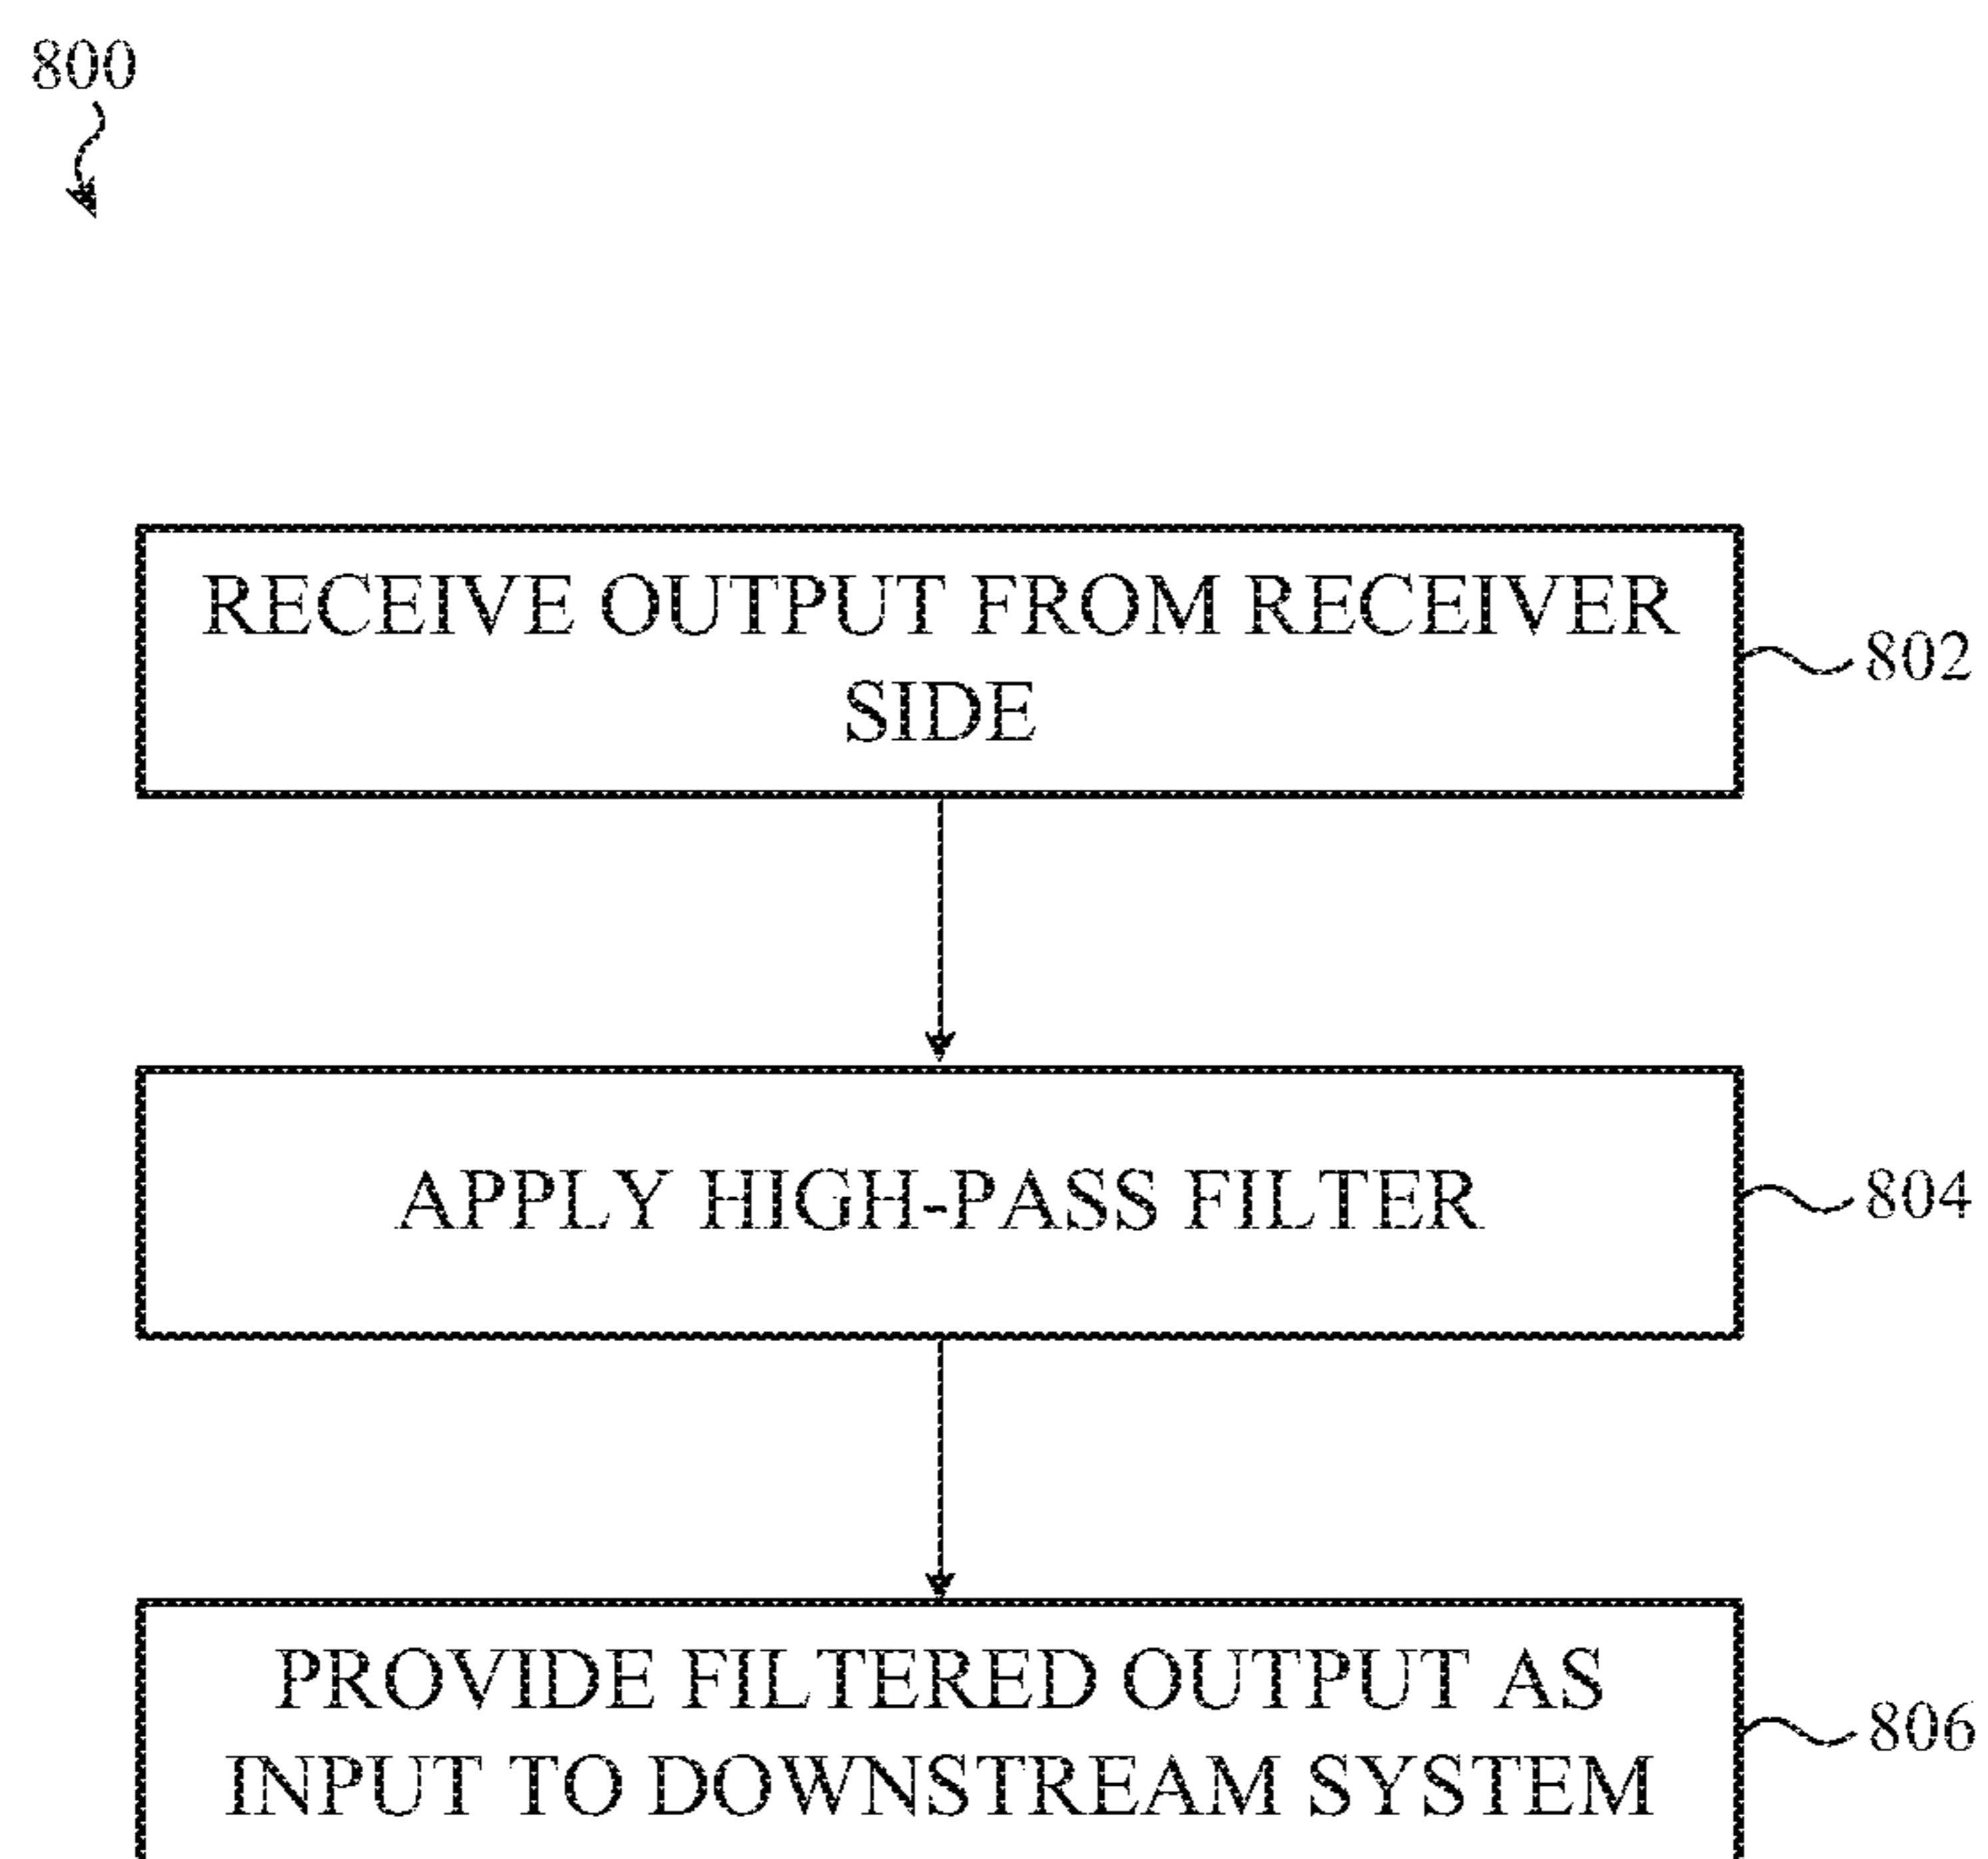 800
RECEIVE OUTPUT FROM RECEIVER
SIDE
802
APPLY HIGH-PASS FILTER
804
PROVIDE FILTERED OUTPUT AS
INPUT TO DOWNSTREAM SYSTEM
806